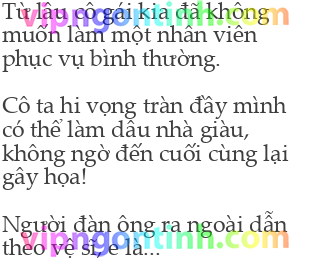 Từ lâu cô gái kia đã không
muốn làm một nhân viên
phục vụ bình thường.
Cô ta hi vọng tràn đầy mình
có thể làm dâu nhà giàu,
không ngờ đến cuối cùng lại
gây họa!
Người đàn ông ra ngoài dẫn
theo vệ sĩ, e là...
vipngontinh.com
vipngontinh.com